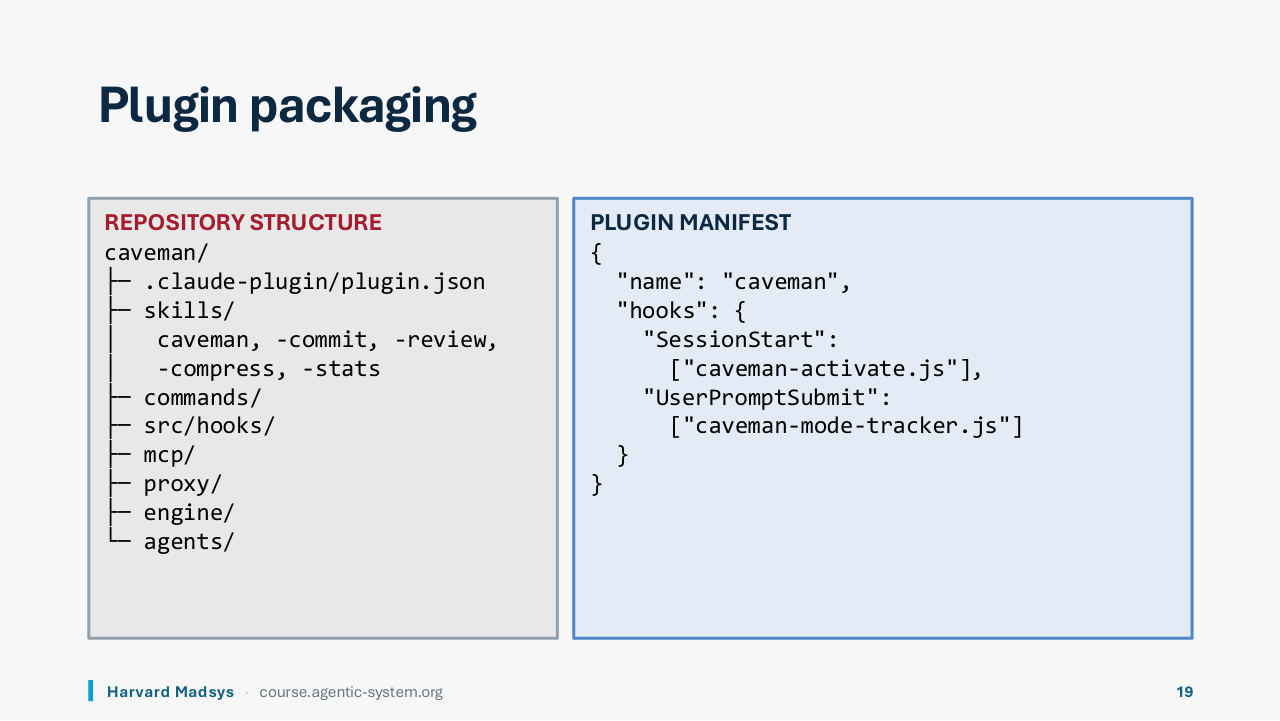 Plugin packaging
REPOSITORY STRUCTURE
caveman/
├─ .claude-plugin/plugin.json
├─ skills/
│   caveman, -commit, -review,
│   -compress, -stats
├─ commands/
├─ src/hooks/
├─ mcp/
├─ proxy/
├─ engine/
└─ agents/
PLUGIN MANIFEST
{
  "name": "caveman",
  "hooks": {
    "SessionStart":
      ["caveman-activate.js"],
    "UserPromptSubmit":
      ["caveman-mode-tracker.js"]
  }
}
Harvard Madsys · course.agentic-system.org
19